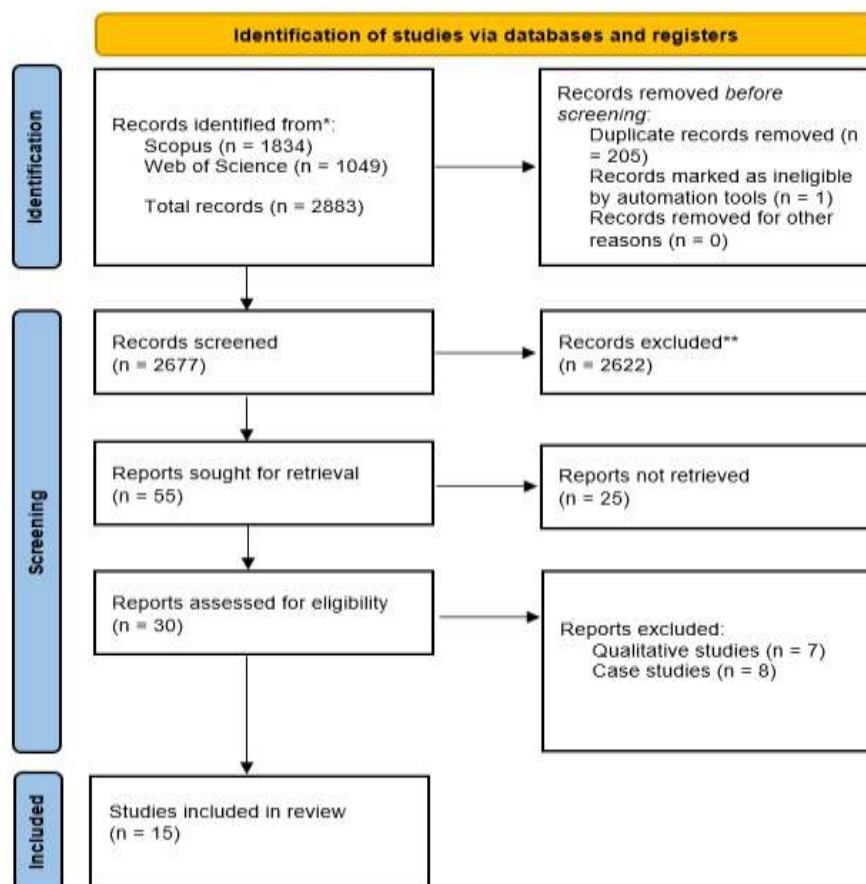 Identification of studies via databases and registers
Identification
Records identified from*:
Scopus (n = 1834)
Web of Science (n = 1049)
Total records (n = 2883)
Records removed before
screening:
Duplicate records removed (n
= 205)
Records marked as ineligible
by automation tools (n = 1)
Records removed for other
reasons (n = 0)
Screening
Records screened
(n = 2677)
Records excluded**
(n = 2622)
Reports sought for retrieval
(n = 55)
Reports not retrieved
(n = 25)
Reports assessed for eligibility
(n = 30)
Reports excluded:
Qualitative studies (n = 7)
Case studies (n = 8)
Included
Studies included in review
(n = 15)